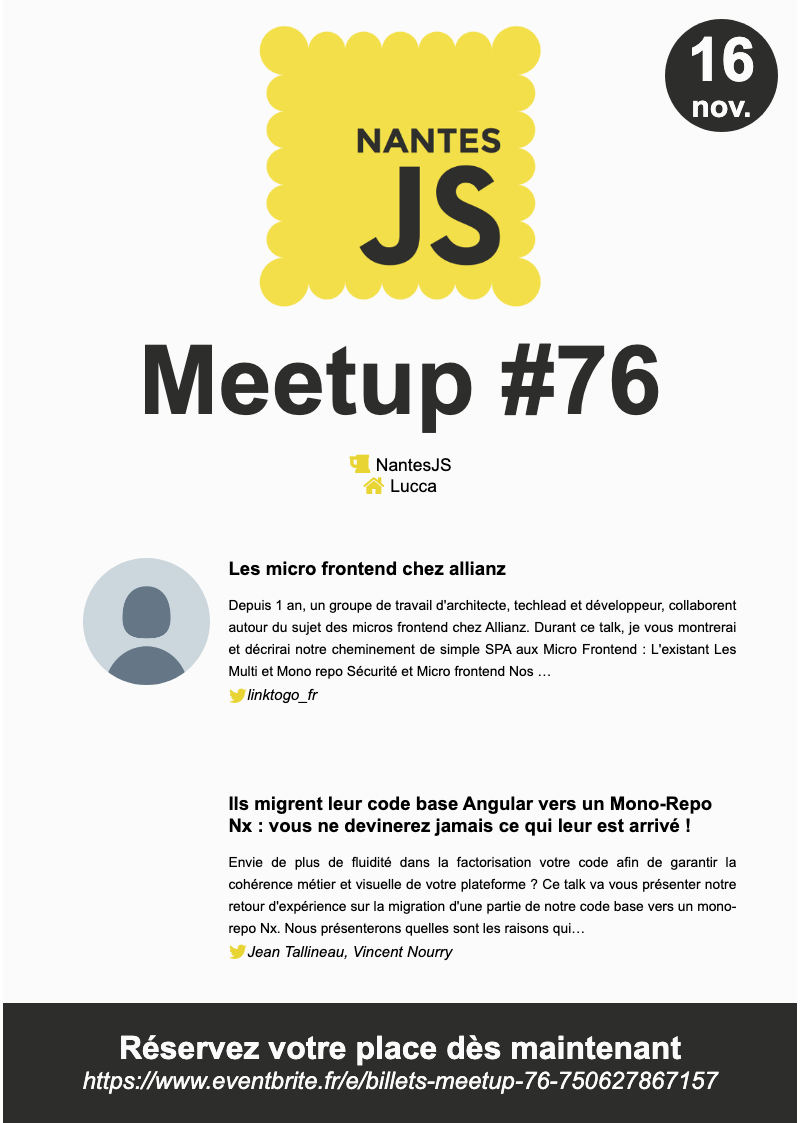 16
nov.
NANTES
JS
Meetup #76
NantesJS
Lucca
Les micro frontend chez allianz
Depuis 1 an, un groupe de travail d'architecte, techlead et développeur, collaborent
autour du sujet des micros frontend chez Allianz. Durant ce talk, je vous montrerai
et décrirai notre cheminement de simple SPA aux Micro Frontend : L'existant Les
Multi et Mono repo Sécurité et Micro frontend Nos …
linktogo_fr
Ils migrent leur code base Angular vers un Mono-Repo
Nx : vous ne devinerez jamais ce qui leur est arrivé !
Envie de plus de fluidité dans la factorisation votre code afin de garantir la
cohérence métier et visuelle de votre plateforme ? Ce talk va vous présenter notre
retour d'expérience sur la migration d'une partie de notre code base vers un mono-
repo Nx. Nous présenterons quelles sont les raisons qui…
Jean Tallineau, Vincent Nourry
Réservez votre place dès maintenant
https://www.eventbrite.fr/e/billets-meetup-76-750627867157